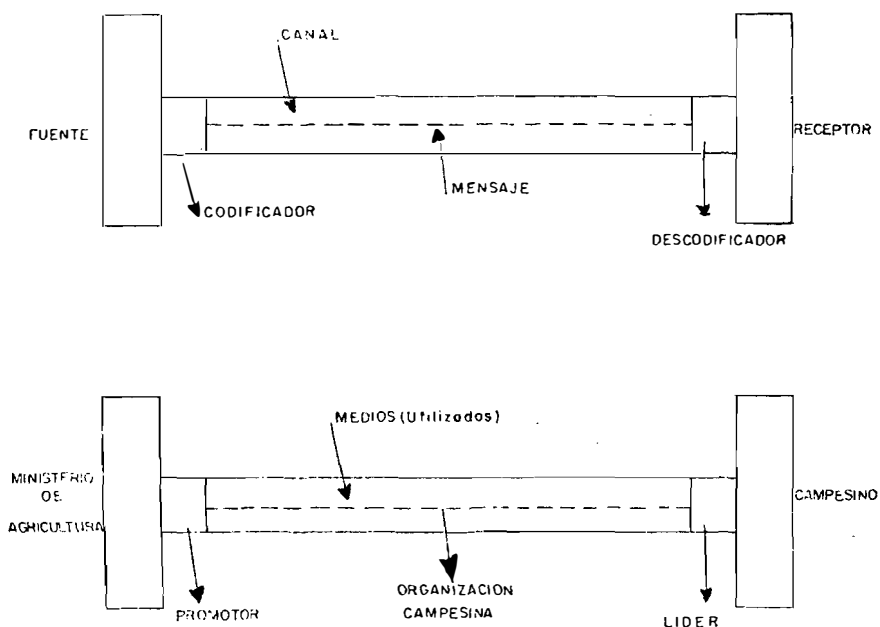 CANAL
FUENTE
RECEPTOR
MENSAJE
CODIFICADOR
DESCODIFICADOR
MEDIOS (Utilizados)
MINISTERIO
DE
AGRICULTURA
CAMPESINO
ORGANIZACION
CAMPESINA
PROMOTOR
LIDER